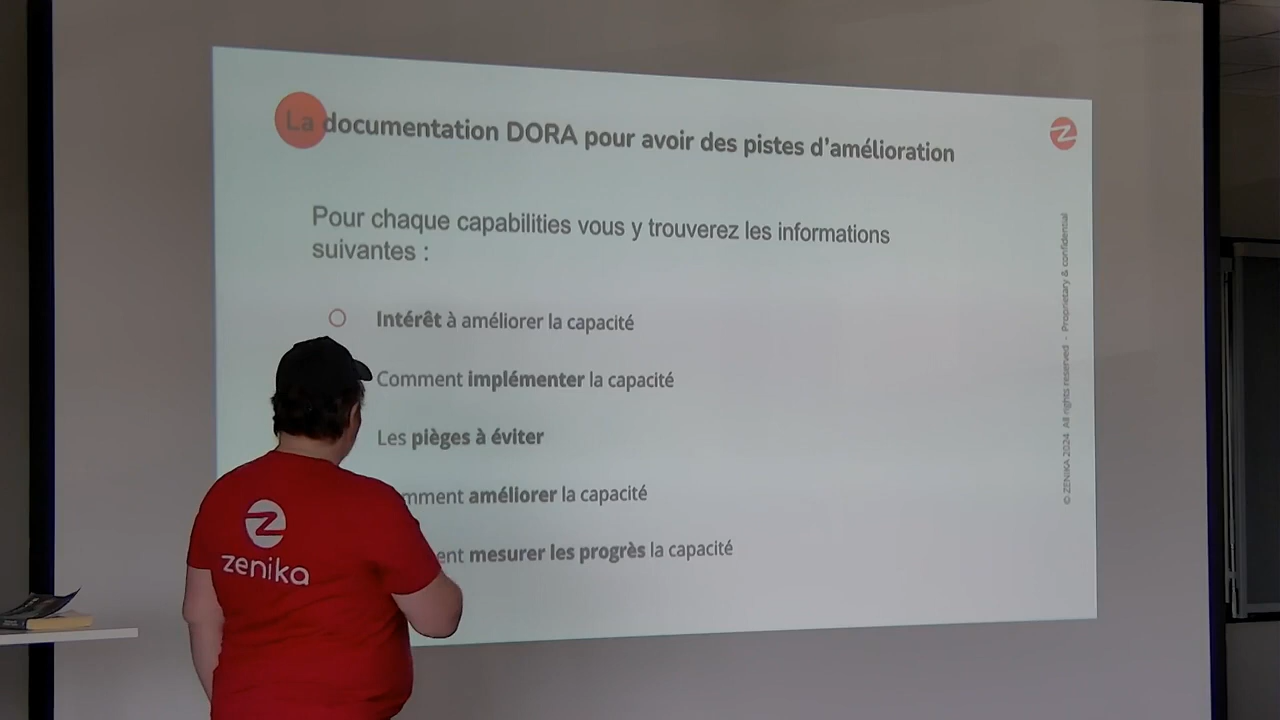 La documentation DORA pour avoir des pistes d'amélioration
Pour chaque capabilities vous y trouverez les informations
suivantes :
Intérêt à améliorer la capacité
Comment implémenter la capacité
Les pièges à éviter
mment améliorer la capacité
ent mesurer les progrès la capacité
© ZENIKA 2024 All rights reserved - Proprietary & confidential
zenika